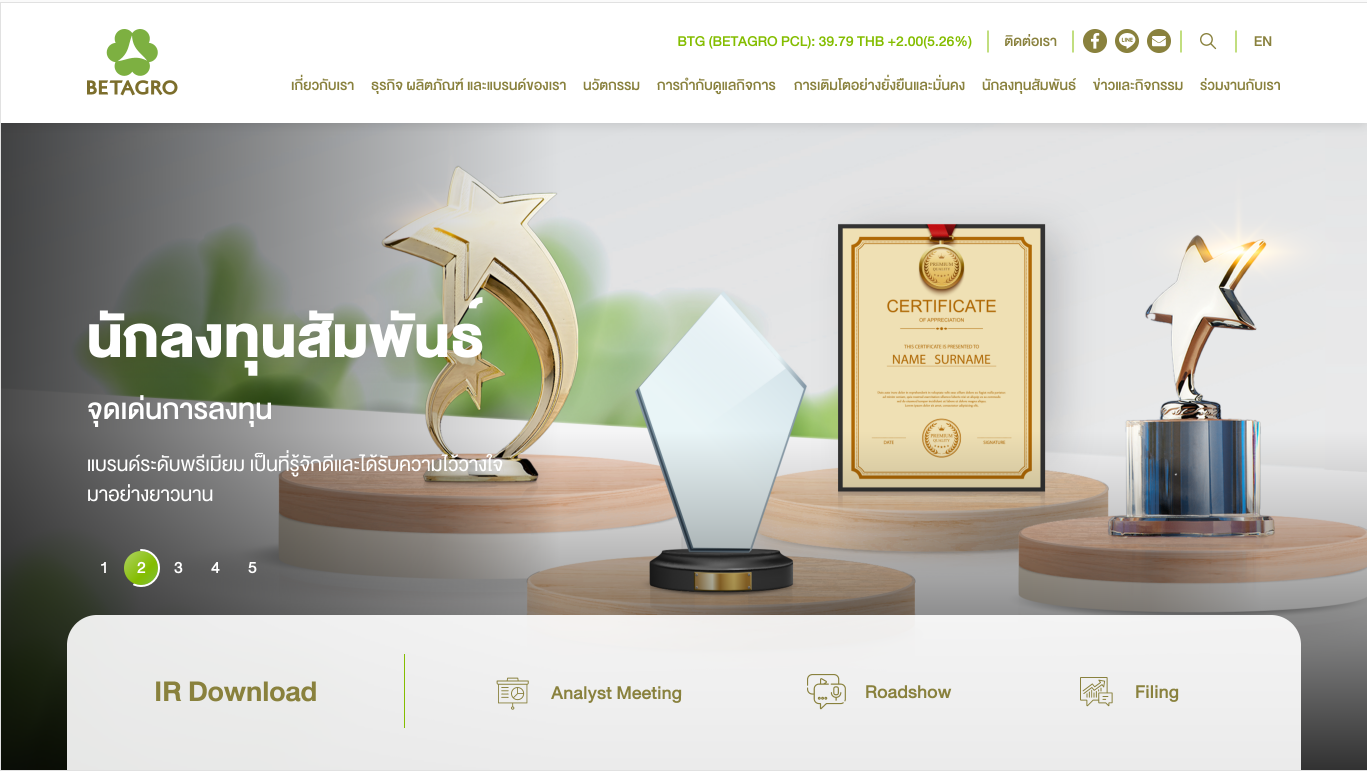 BETAGRO
BTG (BETAGRO PCL): 39.79 THB +2.00(5.26%)
ติดต่อเรา
LINE
EN
เกี่ยวกับเรา ธุรกิจ ผลิตภัณฑ์ และแบรนด์ของเรา นวัตกรรม การกำกับดูแลกิจการ การเติบโตอย่างยั่งยืนและมั่นคง นักลงทุนสัมพันธ์ ข่าวและกิจกรรม ร่วมงานกับเรา
PREMIUM
QUALITY
CERTIFICATE
OF APPRECIATION
THIS CERTIFICATE IS PRESENTED TO
NAME SURNAME
PREMIUM
QUALITY
DATE
SIGNATURE
นักลงทุนสัมพันธ์
จุดเด่นการลงทุน
แบรนด์ระดับพรีเมียม เป็นที่รู้จักดีและได้รับความไว้วางใจ
มาอย่างยาวนาน
1 2 3 4 5
IR Download
Analyst Meeting
Roadshow
Filing